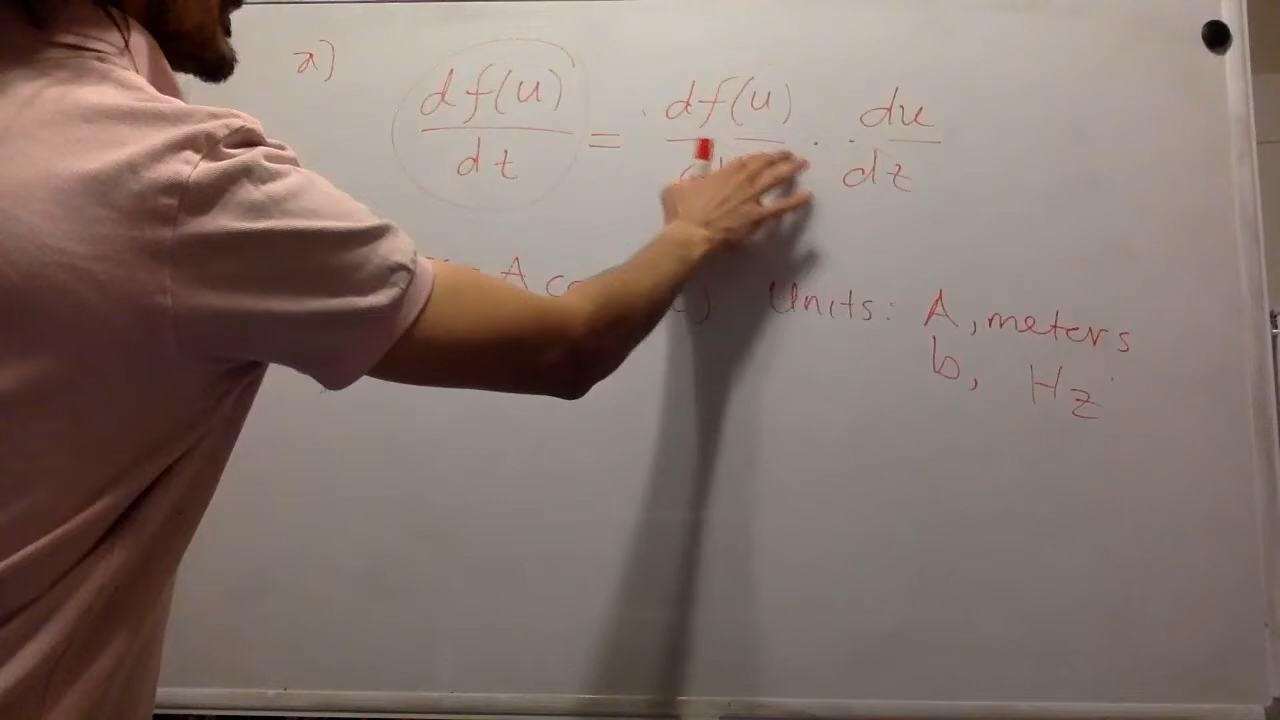 a) df(u)/dt = df(u)/d · du/dt
= A c ) Units: A, meters
b, Hz